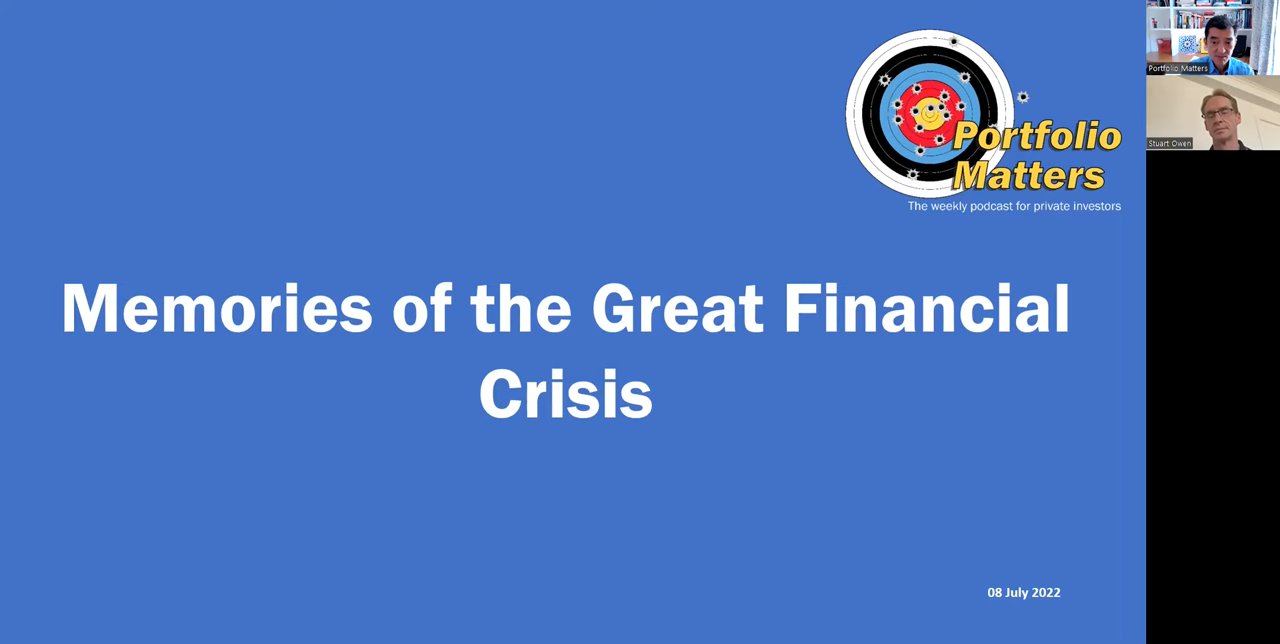 Portfolio
Matters
The weekly podcast for private investors
Memories of the Great Financial
Crisis
08 July 2022
Portfolio Matters
Stuart Owen